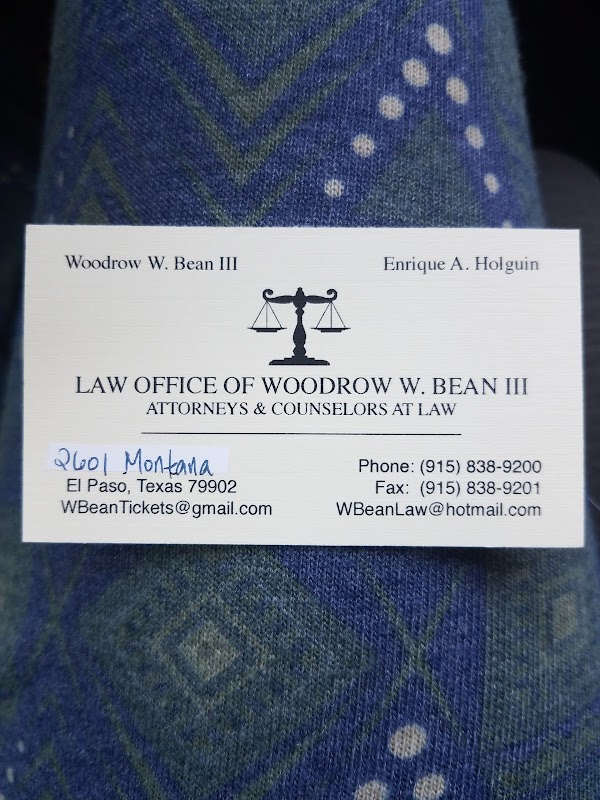 Woodrow W. Bean III
Enrique A. Holguin
LAW OFFICE OF WOODROW W. BEAN III
ATTORNEYS & COUNSELORS AT LAW
2601 Montana
El Paso, Texas 79902
WBeanTickets@gmail.com
Phone: (915) 838-9200
Fax: (915) 838-9201
WBeanLaw@hotmail.com